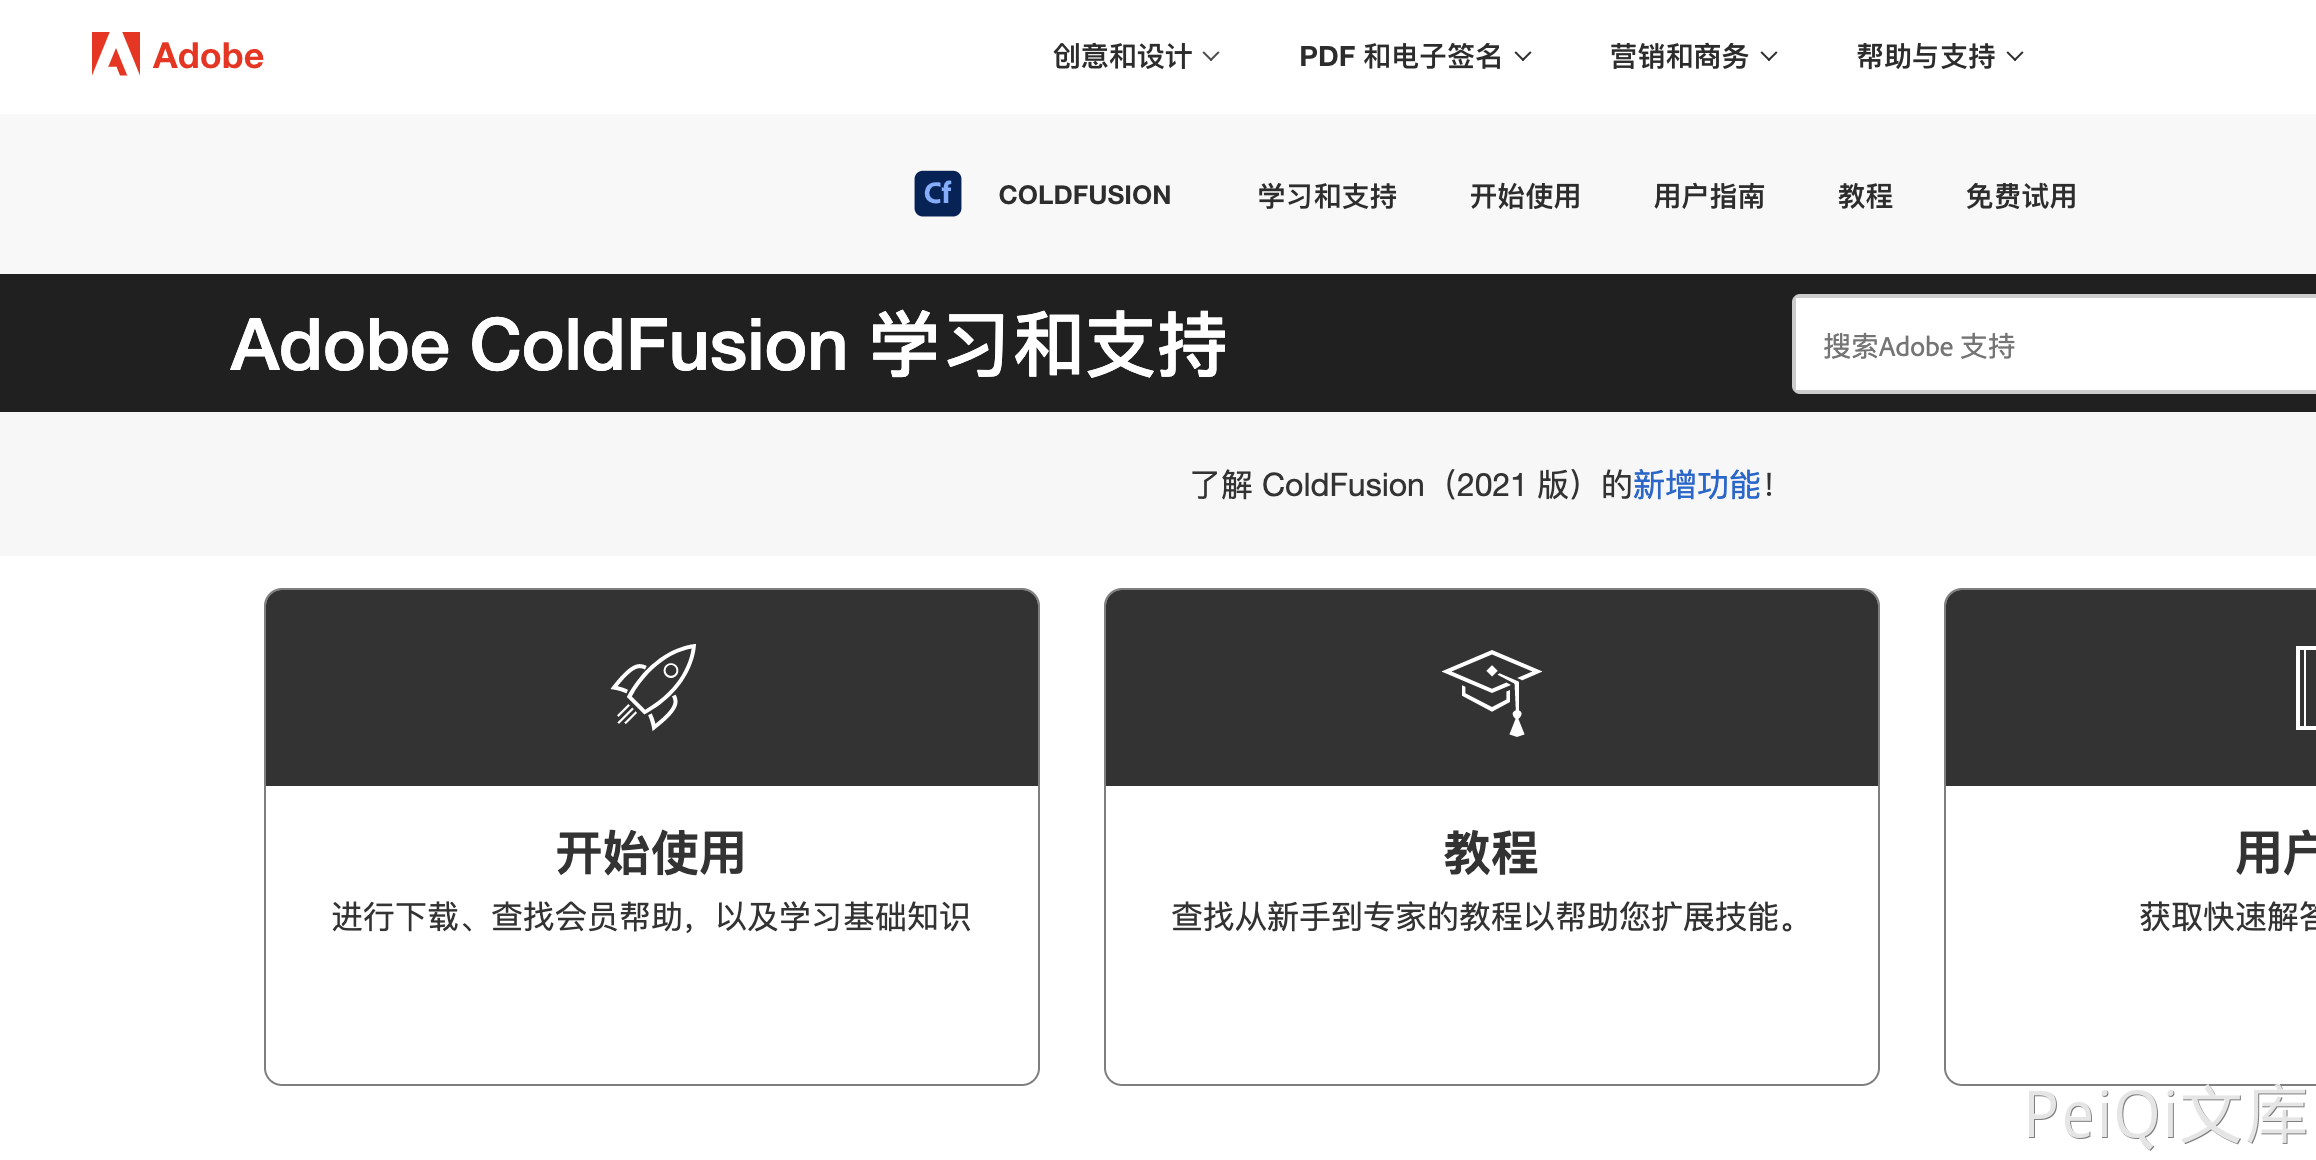 Adobe
创意和设计
PDF 和电子签名
营销和商务
帮助与支持
Cf
COLDFUSION
学习和支持
开始使用
用户指南
教程
免费试用
Adobe ColdFusion 学习和支持
搜索Adobe 支持
了解 ColdFusion（2021 版）的新增功能！
开始使用
进行下载、查找会员帮助，以及学习基础知识
教程
查找从新手到专家的教程以帮助您扩展技能。
用户
获取快速解答
PeiQi文库